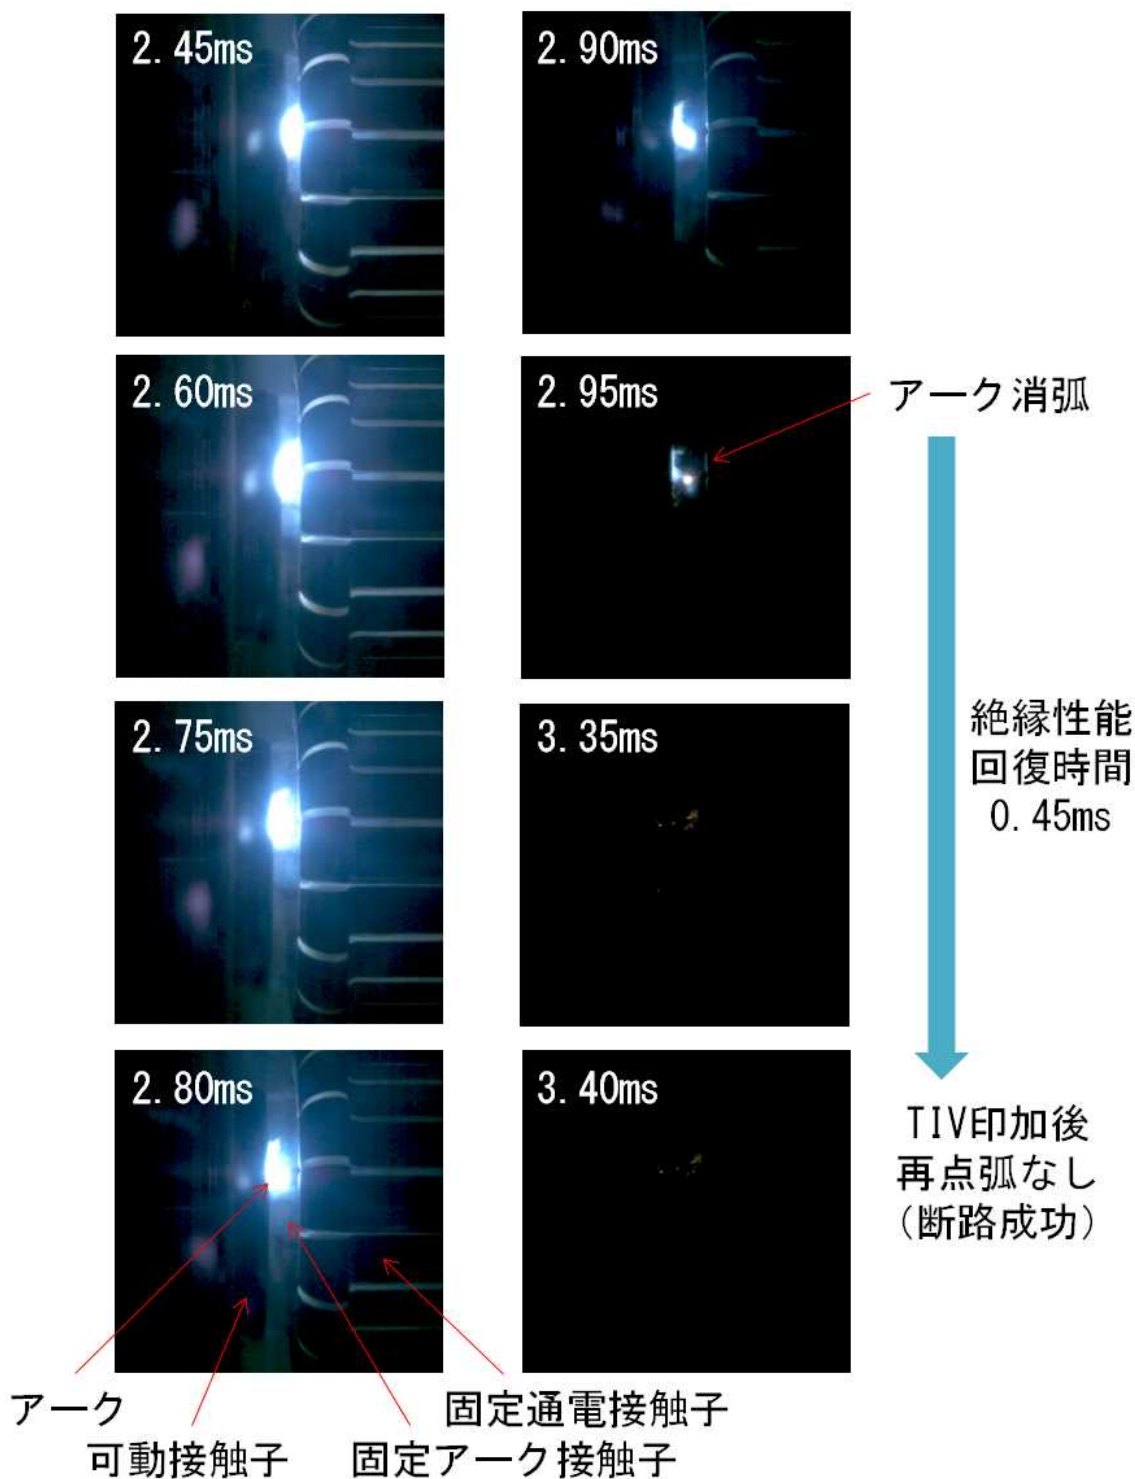 2.45ms
2.90ms
2.60ms
2.95ms
アーク消弧
2.75ms
3.35ms
絶縁性能
回復時間
0.45ms
2.80ms
3.40ms
TIV印加後
再点弧なし
(断路成功)
アーク
固定通電接触子
可動接触子
固定アーク接触子